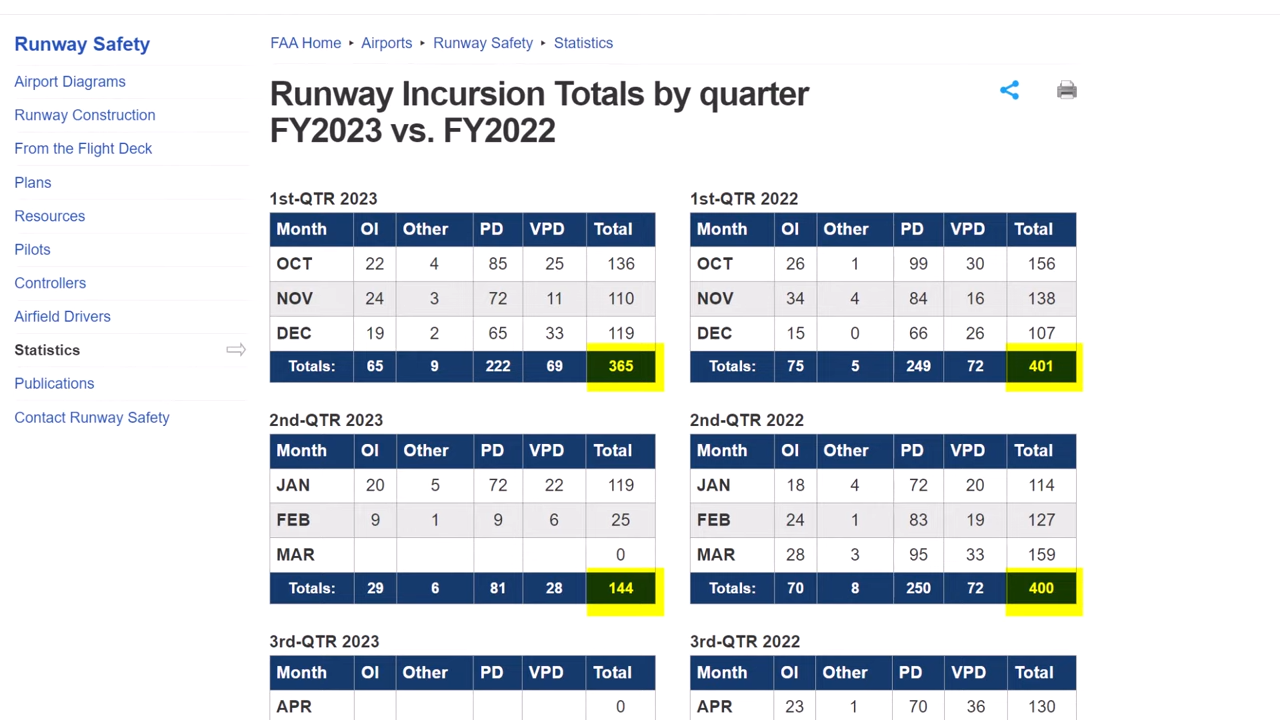 Runway Safety
Airport Diagrams
Runway Construction
From the Flight Deck
Plans
Resources
Pilots
Controllers
Airfield Drivers
Statistics
Publications
Contact Runway Safety
FAA Home ‣ Airports ‣ Runway Safety ‣ Statistics
Runway Incursion Totals by quarter
FY2023 vs. FY2022
1st-QTR 2023
Month OI Other PD VPD Total
OCT 22 4 85 25 136
NOV 24 3 72 11 110
DEC 19 2 65 33 119
Totals: 65 9 222 69 365
1st-QTR 2022
Month OI Other PD VPD Total
OCT 26 1 99 30 156
NOV 34 4 84 16 138
DEC 15 0 66 26 107
Totals: 75 5 249 72 401
2nd-QTR 2023
Month OI Other PD VPD Total
JAN 20 5 72 22 119
FEB 9 1 9 6 25
MAR 0
Totals: 29 6 81 28 144
2nd-QTR 2022
Month OI Other PD VPD Total
JAN 18 4 72 20 114
FEB 24 1 83 19 127
MAR 28 3 95 33 159
Totals: 70 8 250 72 400
3rd-QTR 2023
Month OI Other PD VPD Total
APR 0
3rd-QTR 2022
Month OI Other PD VPD Total
APR 23 1 70 36 130